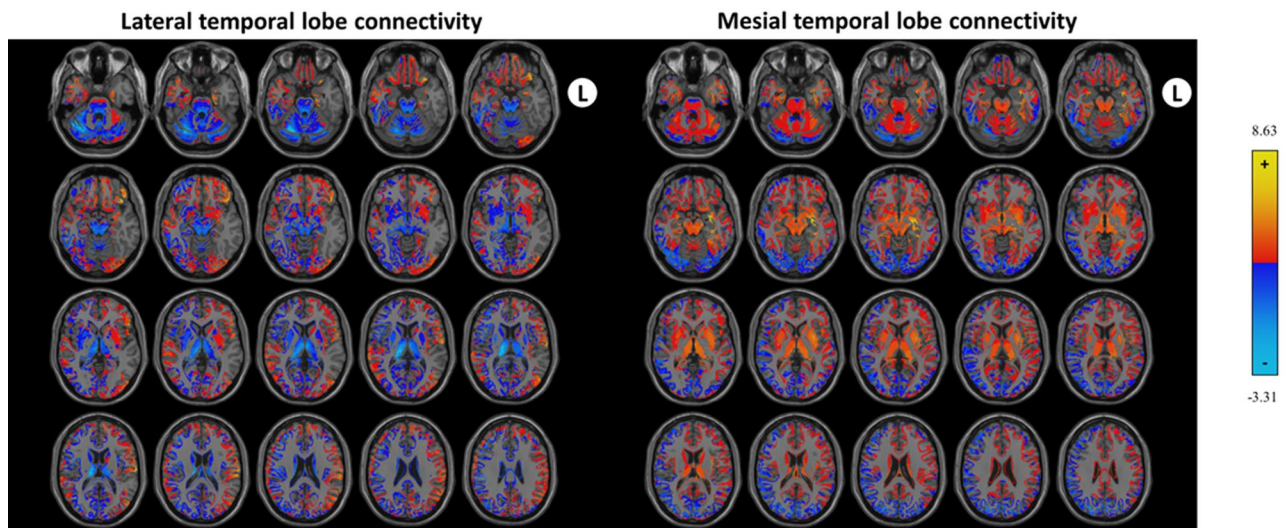 Lateral temporal lobe connectivity
Mesial temporal lobe connectivity
L
L
8.63
+
-
-3.31